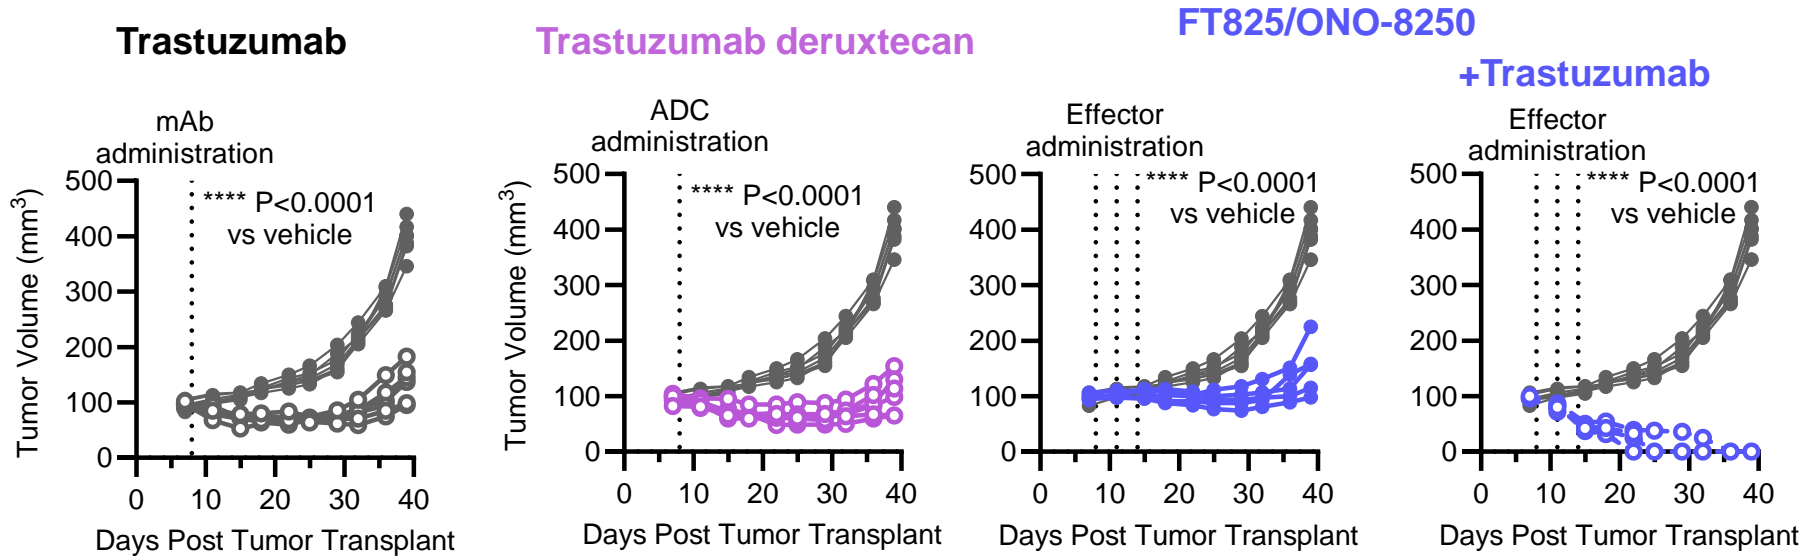 Trastuzumab
mAb
administration
**** P<0.0001
vs vehicle
Tumor Volume (mm³)
500
400
300
200
100
0
0 10 20 30 40
Days Post Tumor Transplant
Trastuzumab deruxtecan
ADC
administration
**** P<0.0001
vs vehicle
Tumor Volume (mm³)
500
400
300
200
100
0
0 10 20 30 40
Days Post Tumor Transplant
FT825/ONO-8250
Effector
administration
**** P<0.0001
vs vehicle
500
400
300
200
100
0
0 10 20 30 40
Days Post Tumor Transplant
+Trastuzumab
Effector
administration
**** P<0.0001
vs vehicle
500
400
300
200
100
0
0 10 20 30 40
Days Post Tumor Transplant